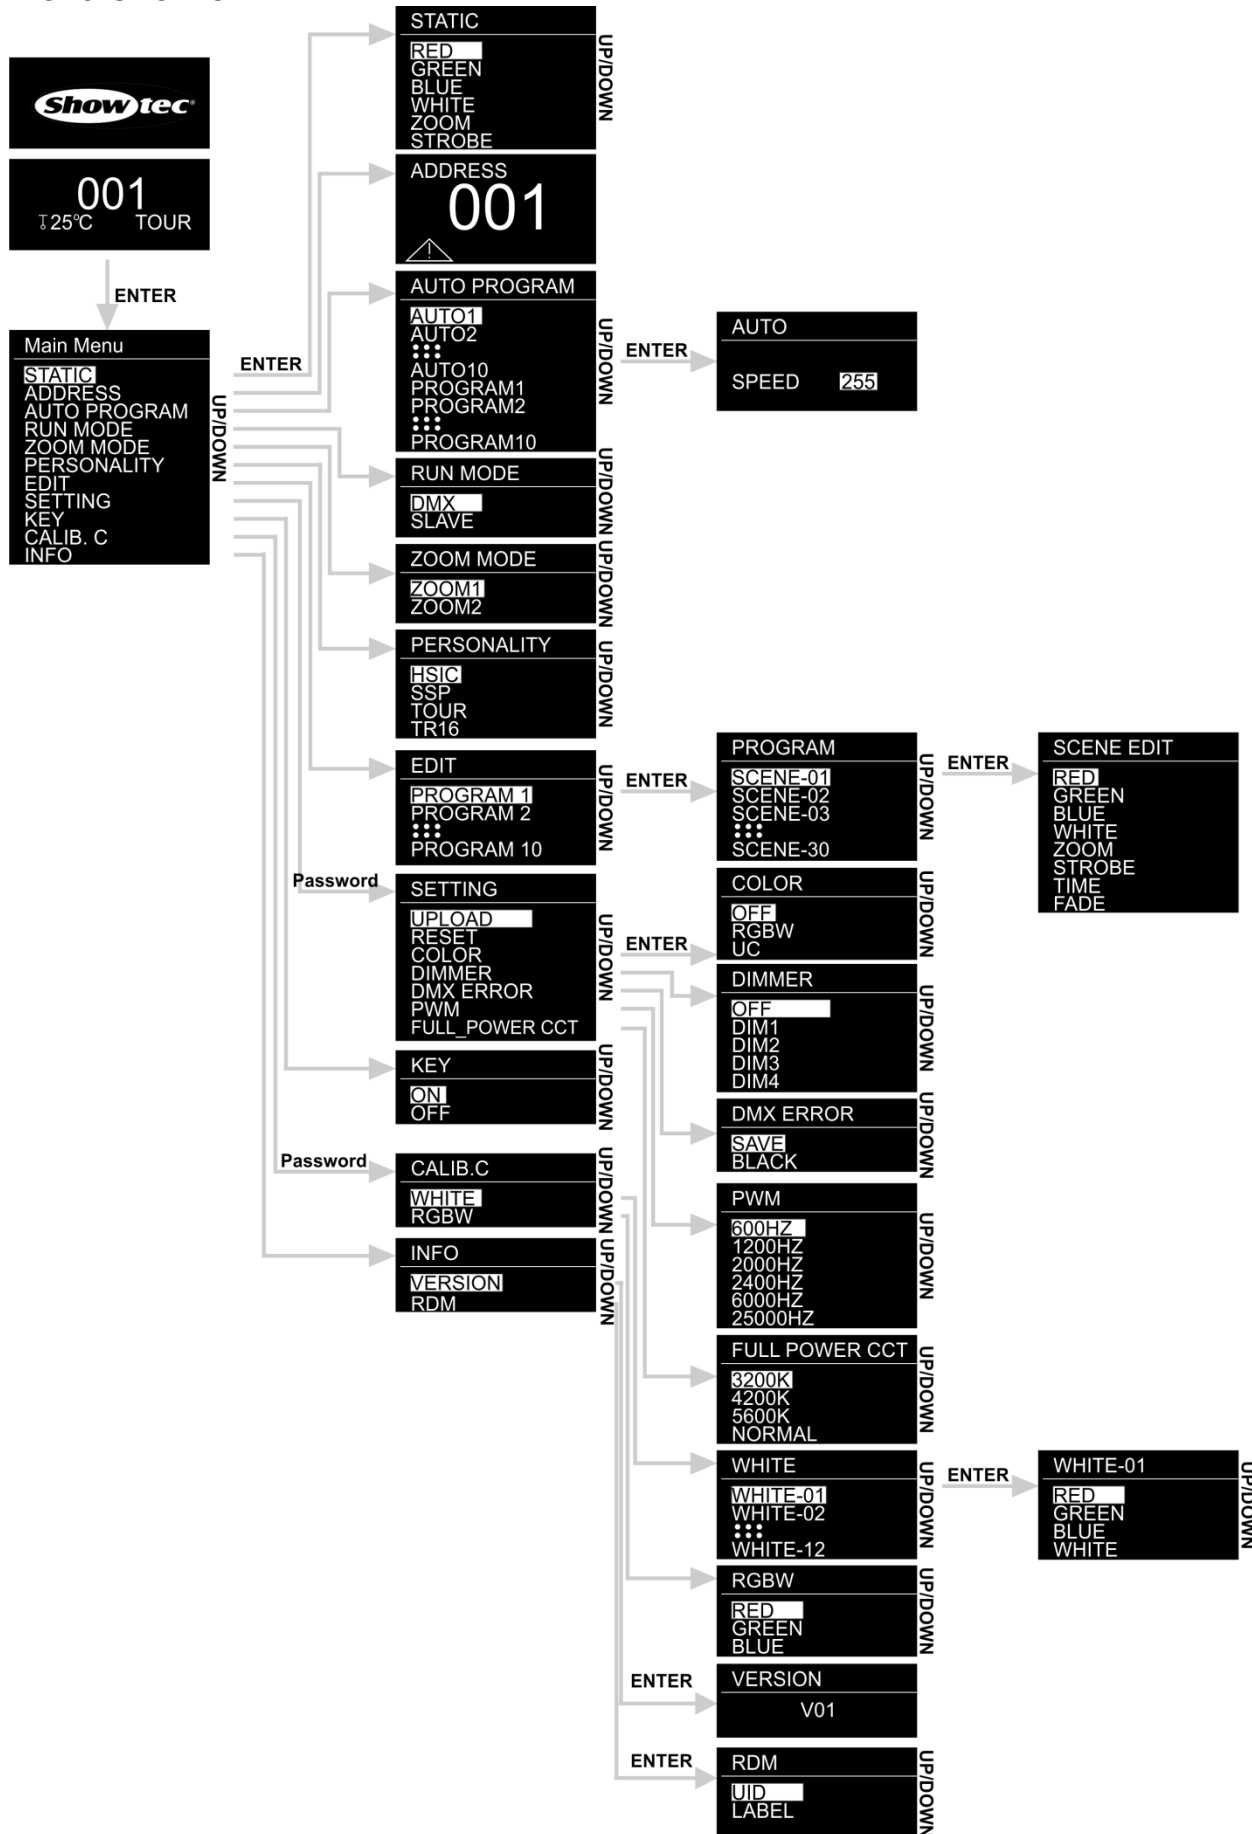 Showtec
001
25°C TOUR
ENTER
Main Menu
STATIC
ADDRESS
AUTO PROGRAM
RUN MODE
ZOOM MODE
PERSONALITY
EDIT
SETTING
KEY
CALIB. C
INFO
UP/DOWN
ENTER
STATIC
RED
GREEN
BLUE
WHITE
ZOOM
STROBE
UP/DOWN
ADDRESS
001
AUTO PROGRAM
AUTO1
AUTO2
AUTO10
PROGRAM1
PROGRAM2
PROGRAM10
UP/DOWN
ENTER
AUTO
SPEED 255
RUN MODE
DMX
SLAVE
UP/DOWN
ZOOM MODE
ZOOM1
ZOOM2
UP/DOWN
PERSONALITY
HSIC
SSP
TOUR
TR16
UP/DOWN
EDIT
PROGRAM 1
PROGRAM 2
PROGRAM 10
UP/DOWN
ENTER
PROGRAM
SCENE-01
SCENE-02
SCENE-03
SCENE-30
UP/DOWN
ENTER
SCENE EDIT
RED
GREEN
BLUE
WHITE
ZOOM
STROBE
TIME
FADE
Password
SETTING
UPLOAD
RESET
COLOR
DIMMER
DMX ERROR
PWM
FULL_POWER CCT
UP/DOWN
ENTER
COLOR
OFF
RGBW
UC
UP/DOWN
DIMMER
OFF
DIM1
DIM2
DIM3
DIM4
UP/DOWN
DMX ERROR
SAVE
BLACK
UP/DOWN
PWM
600HZ
1200HZ
2000HZ
2400HZ
6000HZ
25000HZ
UP/DOWN
FULL POWER CCT
3200K
4200K
5600K
NORMAL
UP/DOWN
KEY
ON
OFF
UP/DOWN
Password
CALIB.C
WHITE
RGBW
UP/DOWN
WHITE
WHITE-01
WHITE-02
WHITE-12
UP/DOWN
ENTER
WHITE-01
RED
GREEN
BLUE
WHITE
UP/DOWN
RGBW
RED
GREEN
BLUE
UP/DOWN
INFO
VERSION
RDM
UP/DOWN
ENTER
VERSION
V01
ENTER
RDM
UID
LABEL
UP/DOWN